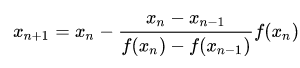 $x_{n+1} = x_n - \frac{x_n - x_{n-1}}{f(x_n) - f(x_{n-1})} f(x_n)$